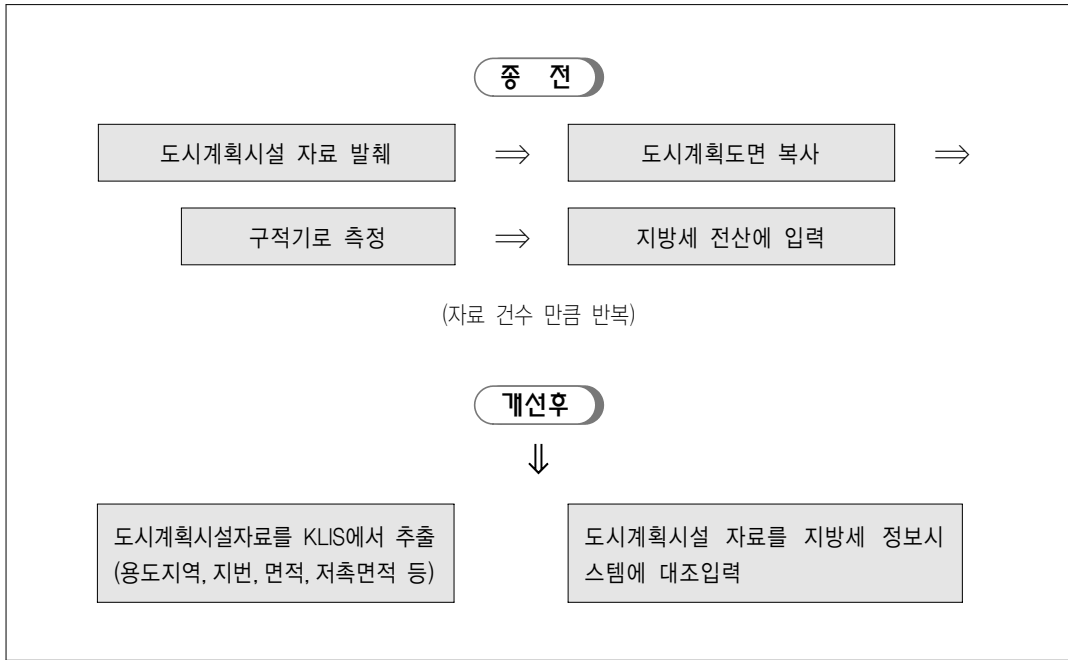 종 전
도시계획시설 자료 발췌 ⇒ 도시계획도면 복사 ⇒
구적기로 측정 ⇒ 지방세 전산에 입력
(자료 건수 만큼 반복)
개선후
⇓
도시계획시설자료를 KLIS에서 추출
(용도지역, 지번, 면적, 저촉면적 등)
도시계획시설 자료를 지방세 정보시
스템에 대조입력